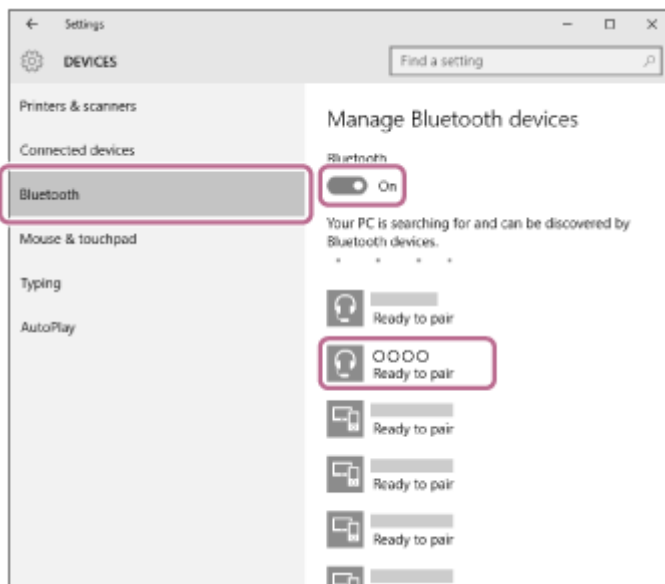 Settings
DEVICES
Find a setting
Printers & scanners
Connected devices
Bluetooth
Mouse & touchpad
Typing
AutoPlay
Manage Bluetooth devices
Bluetooth
On
Your PC is searching for and can be discovered by
Bluetooth devices.
Ready to pair
OOOO
Ready to pair
Ready to pair
Ready to pair
Ready to pair